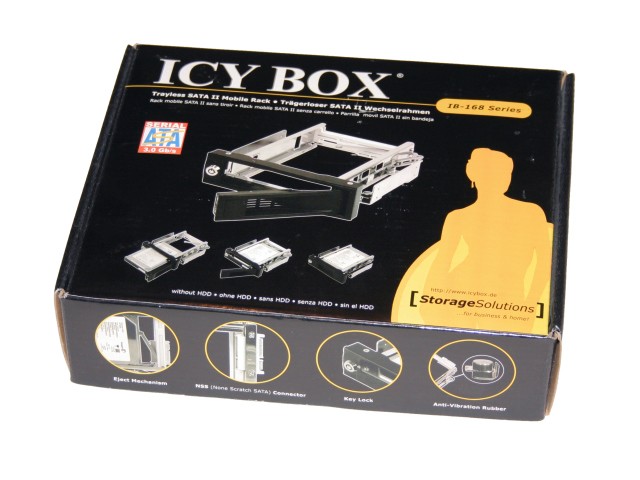 ICY BOX®
Trayless SATA II Mobile Rack • Trägerloser SATA II Wechselrahmen
Rack mobile SATA II sans tiroir • Rack mobile SATA II senza carrello • Parrilla movil SATA II sin bandeja
IB-168 Series
SERIAL
ATA
3.0 Gb/s
without HDD • ohne HDD • sans HDD • senza HDD • sin el HDD
http://www.icybox.de
[StorageSolutions]
...for business & home!
Eject Mechanism
NSS (None Scratch SATA) Connector
Key Lock
Anti-Vibration Rubber